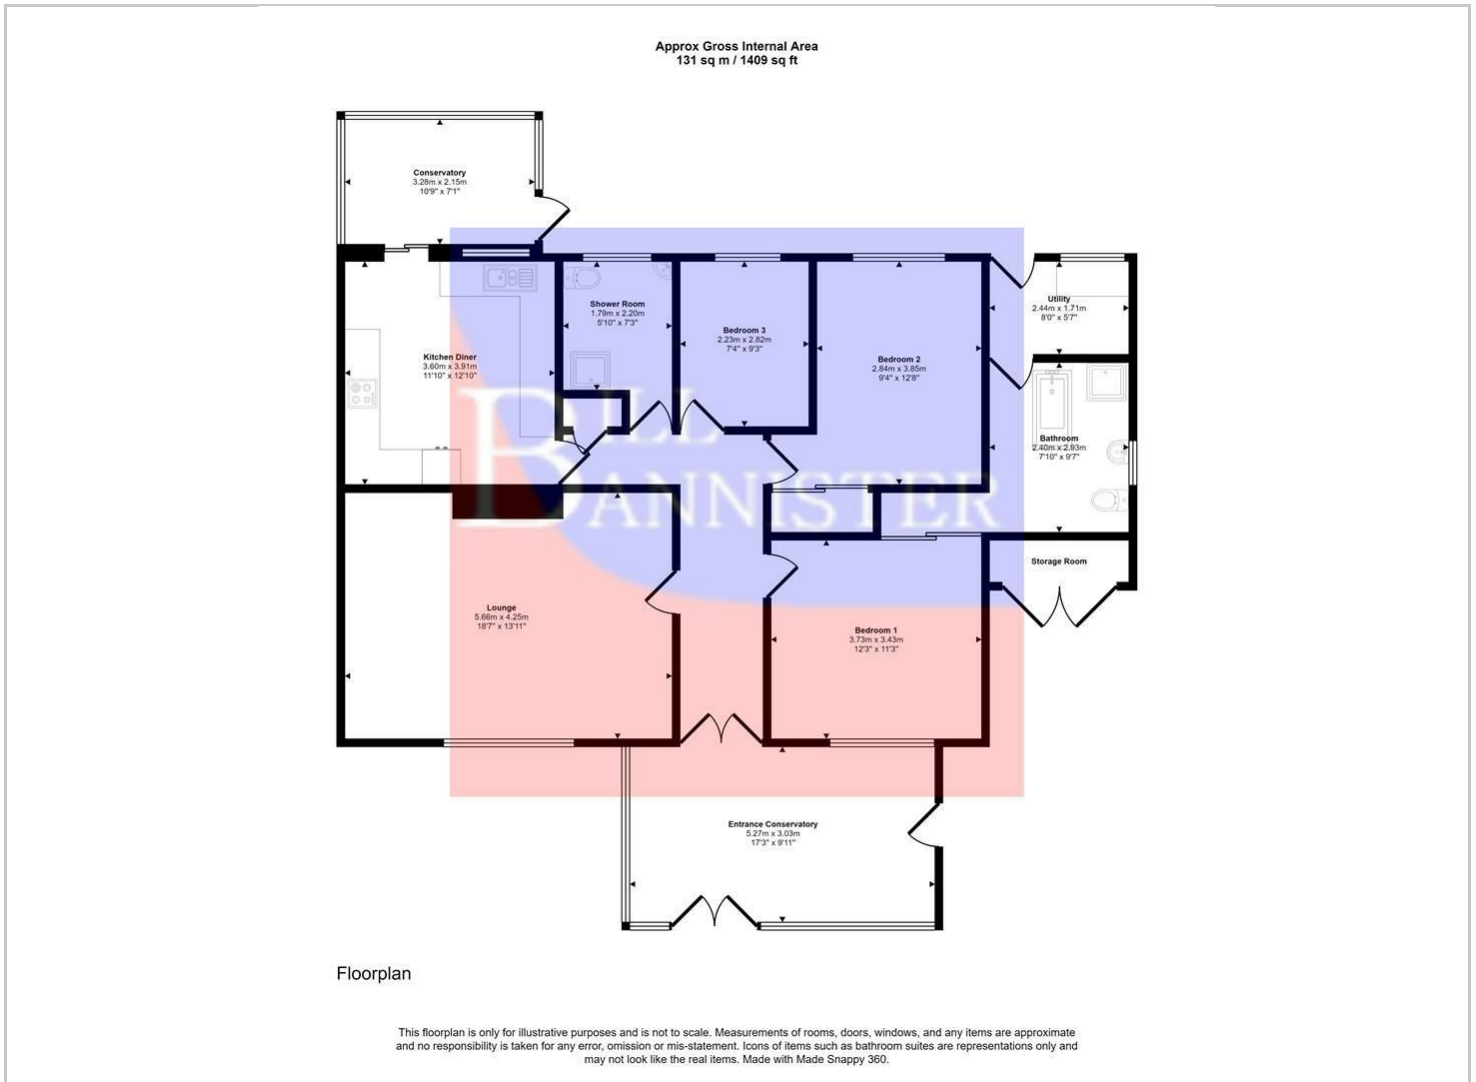 Approx Gross Internal Area
131 sq m / 1409 sq ft
Conservatory
3.28m x 2.15m
10'9" x 7'1"
Shower Room
1.79m x 2.20m
5'10" x 7'3"
Bedroom 3
2.23m x 2.82m
7'4" x 9'3"
Bedroom 2
2.84m x 3.85m
9'4" x 12'8"
Utility
2.44m x 1.71m
8'0" x 5'7"
Kitchen Diner
3.60m x 3.91m
11'10" x 12'10"
Bathroom
2.40m x 2.93m
7'10" x 9'7"
BILL
BANNISTER
Storage Room
Lounge
5.66m x 4.25m
18'7" x 13'11"
Bedroom 1
3.73m x 3.43m
12'3" x 11'3"
Entrance Conservatory
5.27m x 3.03m
17'3" x 9'11"
Floorplan
This floorplan is only for illustrative purposes and is not to scale. Measurements of rooms, doors, windows, and any items are approximate
and no responsibility is taken for any error, omission or mis-statement. Icons of items such as bathroom suites are representations only and
may not look like the real items. Made with Made Snappy 360.